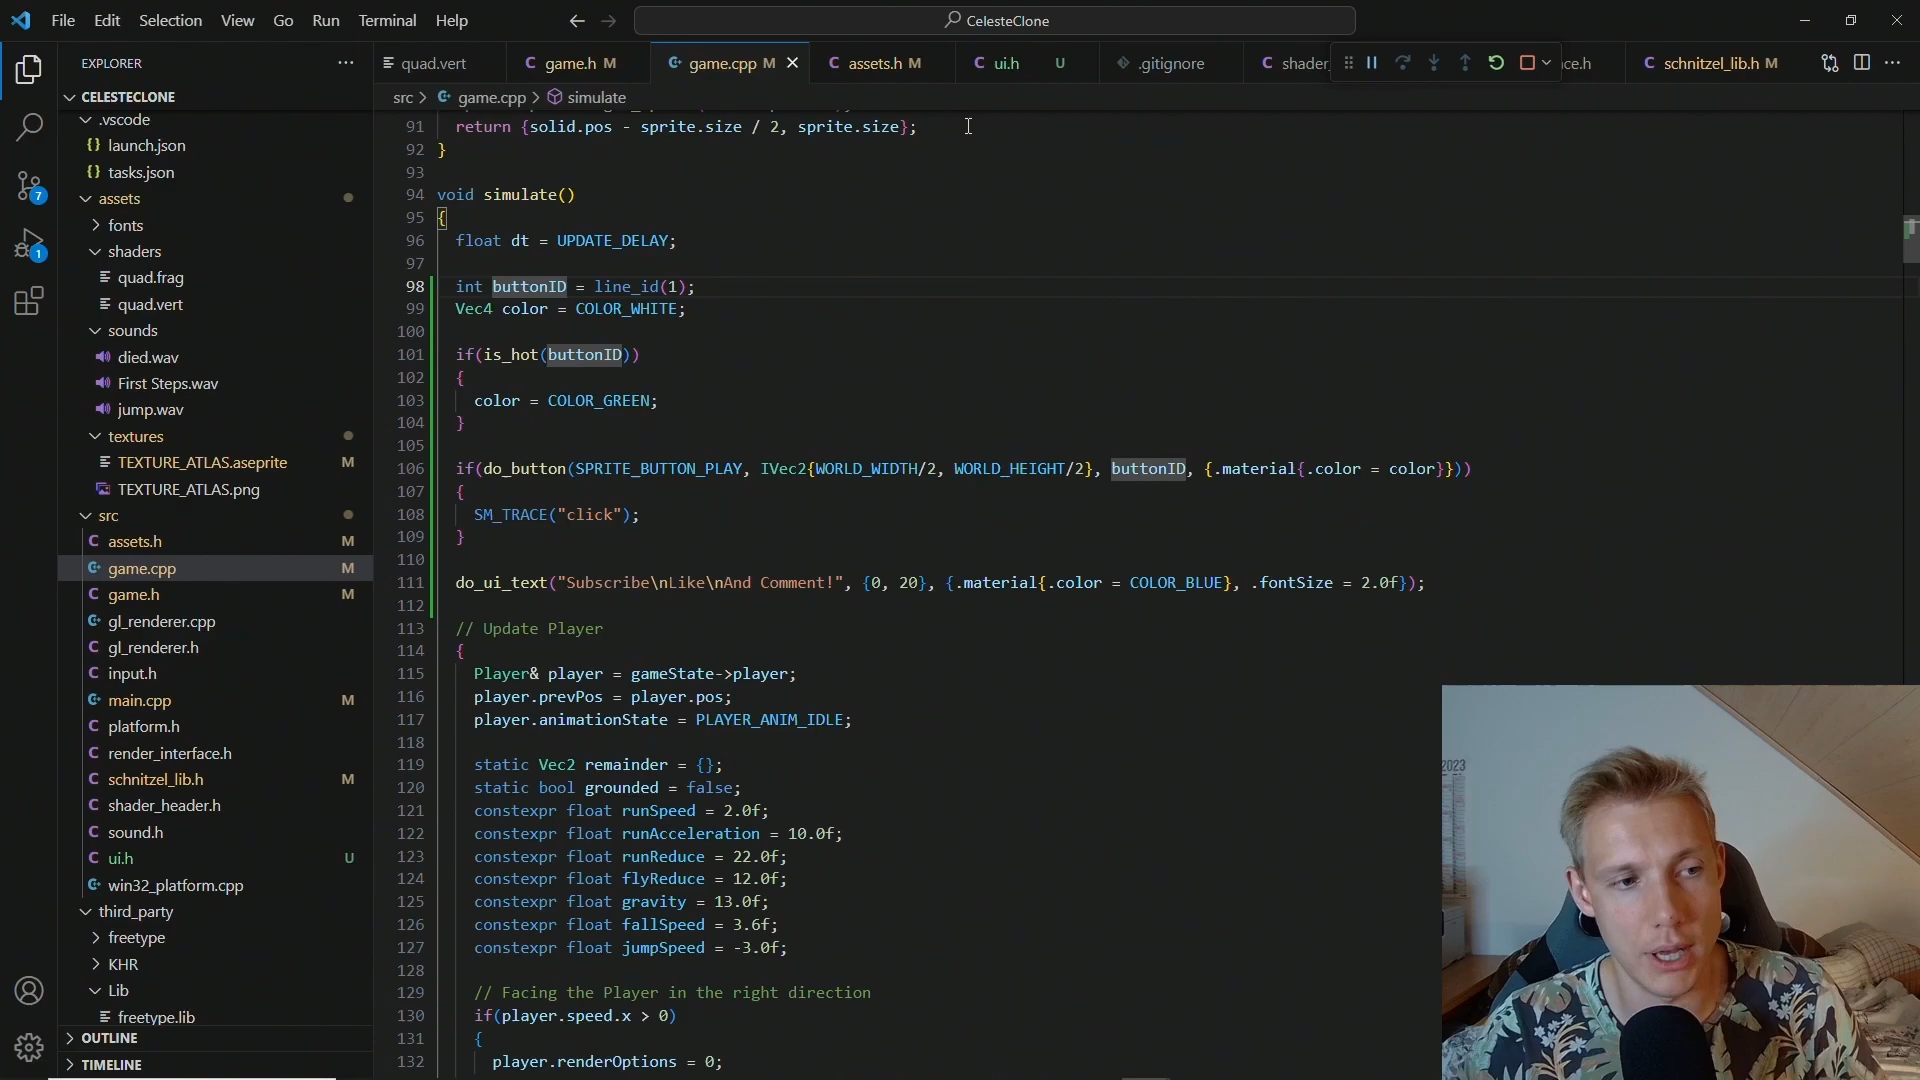 File Edit Selection View Go Run Terminal Help
CelesteClone
EXPLORER
quad.vert
game.h M
game.cpp M
assets.h M
ui.h U
.gitignore
shader_
ce.h
schnitzel_lib.h M
CELESTECLONE
src > game.cpp > simulate
.vscode
launch.json
tasks.json
assets
fonts
shaders
quad.frag
quad.vert
sounds
died.wav
First Steps.wav
jump.wav
textures
TEXTURE_ATLAS.aseprite M
TEXTURE_ATLAS.png
src
assets.h M
game.cpp M
game.h M
gl_renderer.cpp
gl_renderer.h
input.h
main.cpp M
platform.h
render_interface.h
schnitzel_lib.h M
shader_header.h
sound.h
ui.h U
win32_platform.cpp
third_party
freetype
KHR
Lib
freetype.lib
OUTLINE
TIMELINE
7
1
91 return {solid.pos - sprite.size / 2, sprite.size};
92 }
93
94 void simulate()
95 {
96 float dt = UPDATE_DELAY;
97
98 int buttonID = line_id(1);
99 Vec4 color = COLOR_WHITE;
100
101 if(is_hot(buttonID))
102 {
103 color = COLOR_GREEN;
104 }
105
106 if(do_button(SPRITE_BUTTON_PLAY, IVec2{WORLD_WIDTH/2, WORLD_HEIGHT/2}, buttonID, {.material{.color = color}}))
107 {
108 SM_TRACE("click");
109 }
110
111 do_ui_text("Subscribe\nLike\nAnd Comment!", {0, 20}, {.material{.color = COLOR_BLUE}, .fontSize = 2.0f});
112
113 // Update Player
114 {
115 Player& player = gameState->player;
116 player.prevPos = player.pos;
117 player.animationState = PLAYER_ANIM_IDLE;
118
119 static Vec2 remainder = {};
120 static bool grounded = false;
121 constexpr float runSpeed = 2.0f;
122 constexpr float runAcceleration = 10.0f;
123 constexpr float runReduce = 22.0f;
124 constexpr float flyReduce = 12.0f;
125 constexpr float gravity = 13.0f;
126 constexpr float fallSpeed = 3.6f;
127 constexpr float jumpSpeed = -3.0f;
128
129 // Facing the Player in the right direction
130 if(player.speed.x > 0)
131 {
132 player.renderOptions = 0;
2023